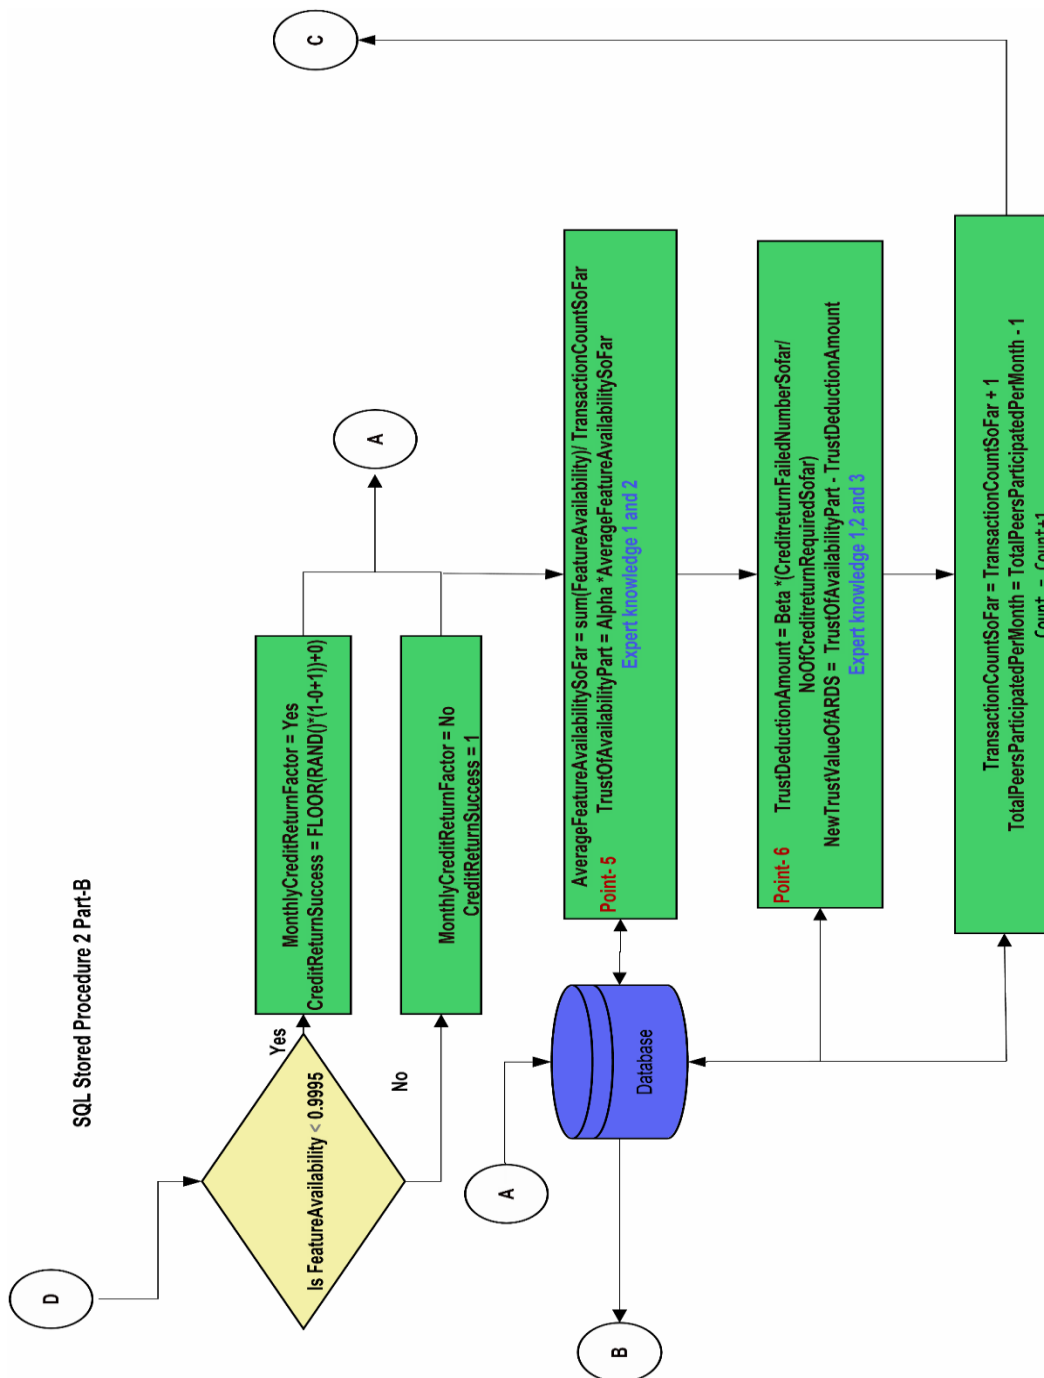 SQL Stored Procedure 2 Part-B
D
Is FeatureAvailability < 0.9995
Yes
No
MonthlyCreditReturnFactor = Yes
CreditReturnSuccess = FLOOR(RAND()*(1-0+1))+0)
MonthlyCreditReturnFactor = No
CreditReturnSuccess = 1
A
A
Database
B
AverageFeatureAvailabilitySoFar = sum(FeatureAvailability)/ TransactionCountSoFar
Point- 5 TrustOfAvailabilityPart = Alpha *AverageFeatureAvailabilitySoFar
Expert knowledge 1 and 2
Point- 6 TrustDeductionAmount = Beta *(CreditreturnFailedNumberSofar/
NoOfCreditreturnRequiredSofar)
NewTrustValueOfARDS = TrustOfAvailabilityPart - TrustDeductionAmount
Expert knowledge 1,2 and 3
TransactionCountSoFar = TransactionCountSoFar + 1
TotalPeersParticipatedPerMonth = TotalPeersParticipatedPerMonth - 1
Count = Count+1
C